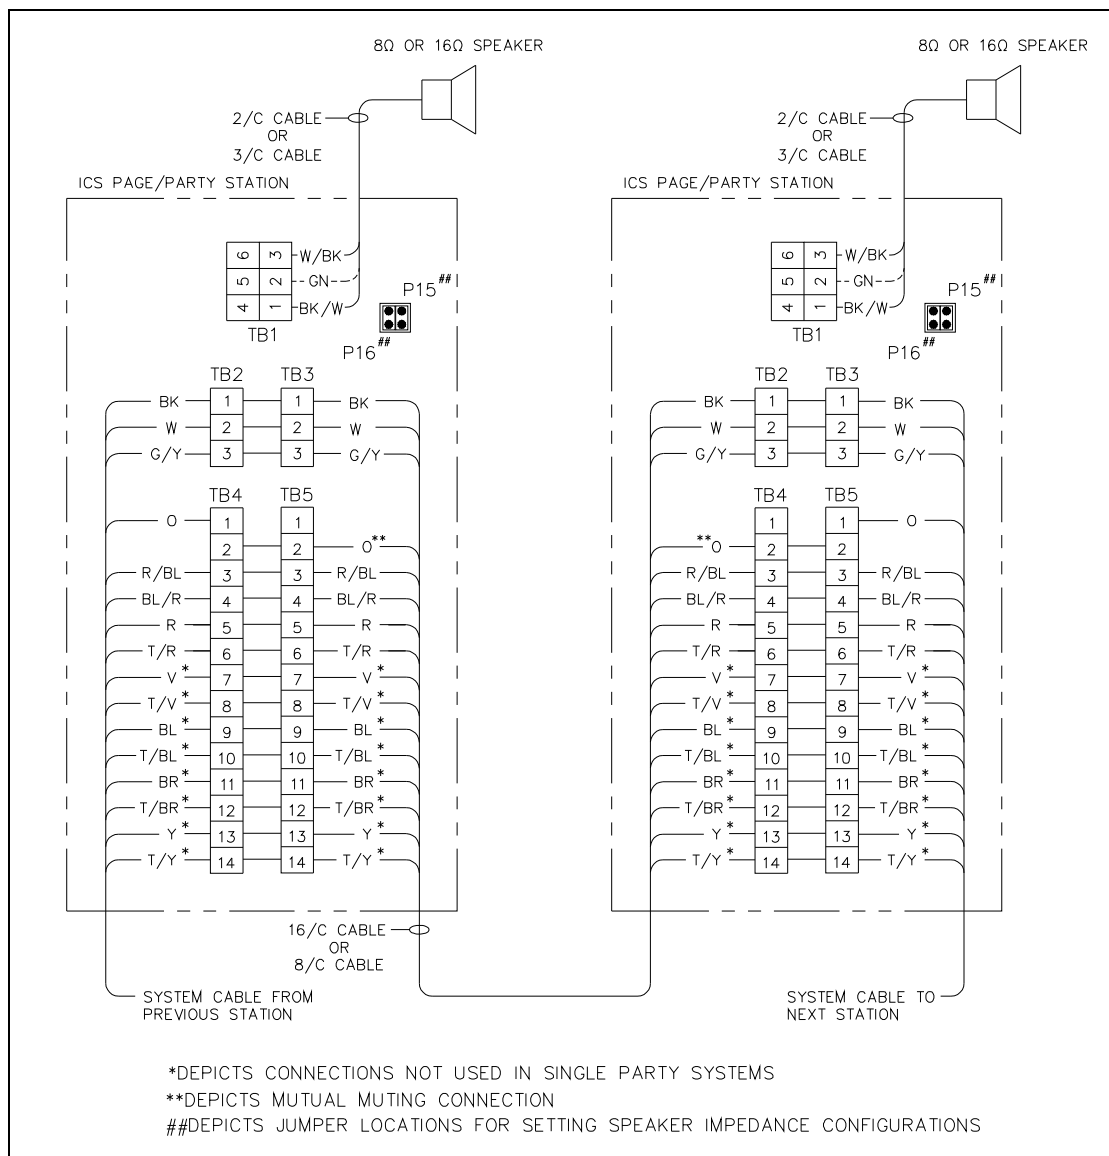 8Ω OR 16Ω SPEAKER 8Ω OR 16Ω SPEAKER
2/C CABLE 2/C CABLE
OR OR
3/C CABLE 3/C CABLE
ICS PAGE/PARTY STATION ICS PAGE/PARTY STATION
6 3 W/BK 6 3 W/BK
5 2 GN 5 2 GN
4 1 BK/W 4 1 BK/W
P15## P15##
TB1 TB1
P16## P16##
TB2 TB3 TB2 TB3
BK 1 1 BK BK 1 1 BK
W 2 2 W W 2 2 W
G/Y 3 3 G/Y G/Y 3 3 G/Y
TB4 TB5 TB4 TB5
O 1 1 1 1 O
2 2 O** **O 2 2
R/BL 3 3 R/BL R/BL 3 3 R/BL
BL/R 4 4 BL/R BL/R 4 4 BL/R
R 5 5 R R 5 5 R
T/R 6 6 T/R T/R 6 6 T/R
V* 7 7 V* V* 7 7 V*
T/V* 8 8 T/V* T/V* 8 8 T/V*
BL* 9 9 BL* BL* 9 9 BL*
T/BL* 10 10 T/BL* T/BL* 10 10 T/BL*
BR* 11 11 BR* BR* 11 11 BR*
T/BR* 12 12 T/BR* T/BR* 12 12 T/BR*
Y* 13 13 Y* Y* 13 13 Y*
T/Y* 14 14 T/Y* T/Y* 14 14 T/Y*
16/C CABLE
OR
8/C CABLE
SYSTEM CABLE FROM SYSTEM CABLE TO
PREVIOUS STATION NEXT STATION
*DEPICTS CONNECTIONS NOT USED IN SINGLE PARTY SYSTEMS
**DEPICTS MUTUAL MUTING CONNECTION
##DEPICTS JUMPER LOCATIONS FOR SETTING SPEAKER IMPEDANCE CONFIGURATIONS